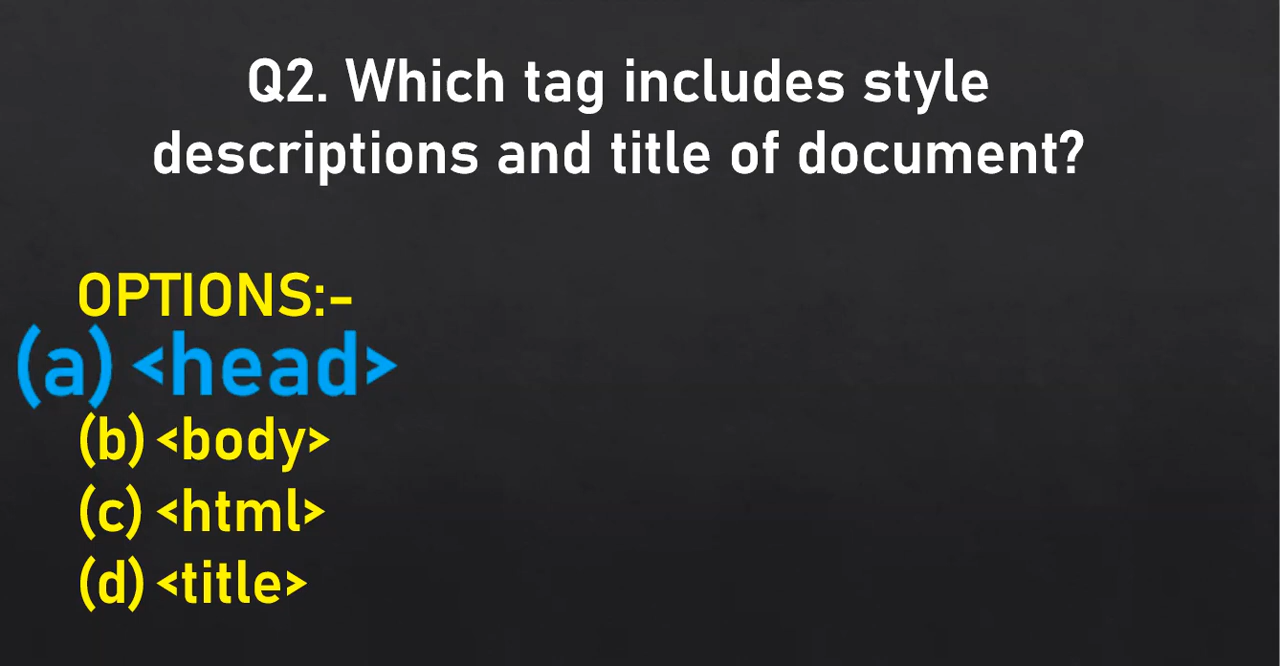 Q2. Which tag includes style
descriptions and title of document?
OPTIONS:-
(a) <head>
(b) <body>
(c) <html>
(d) <title>